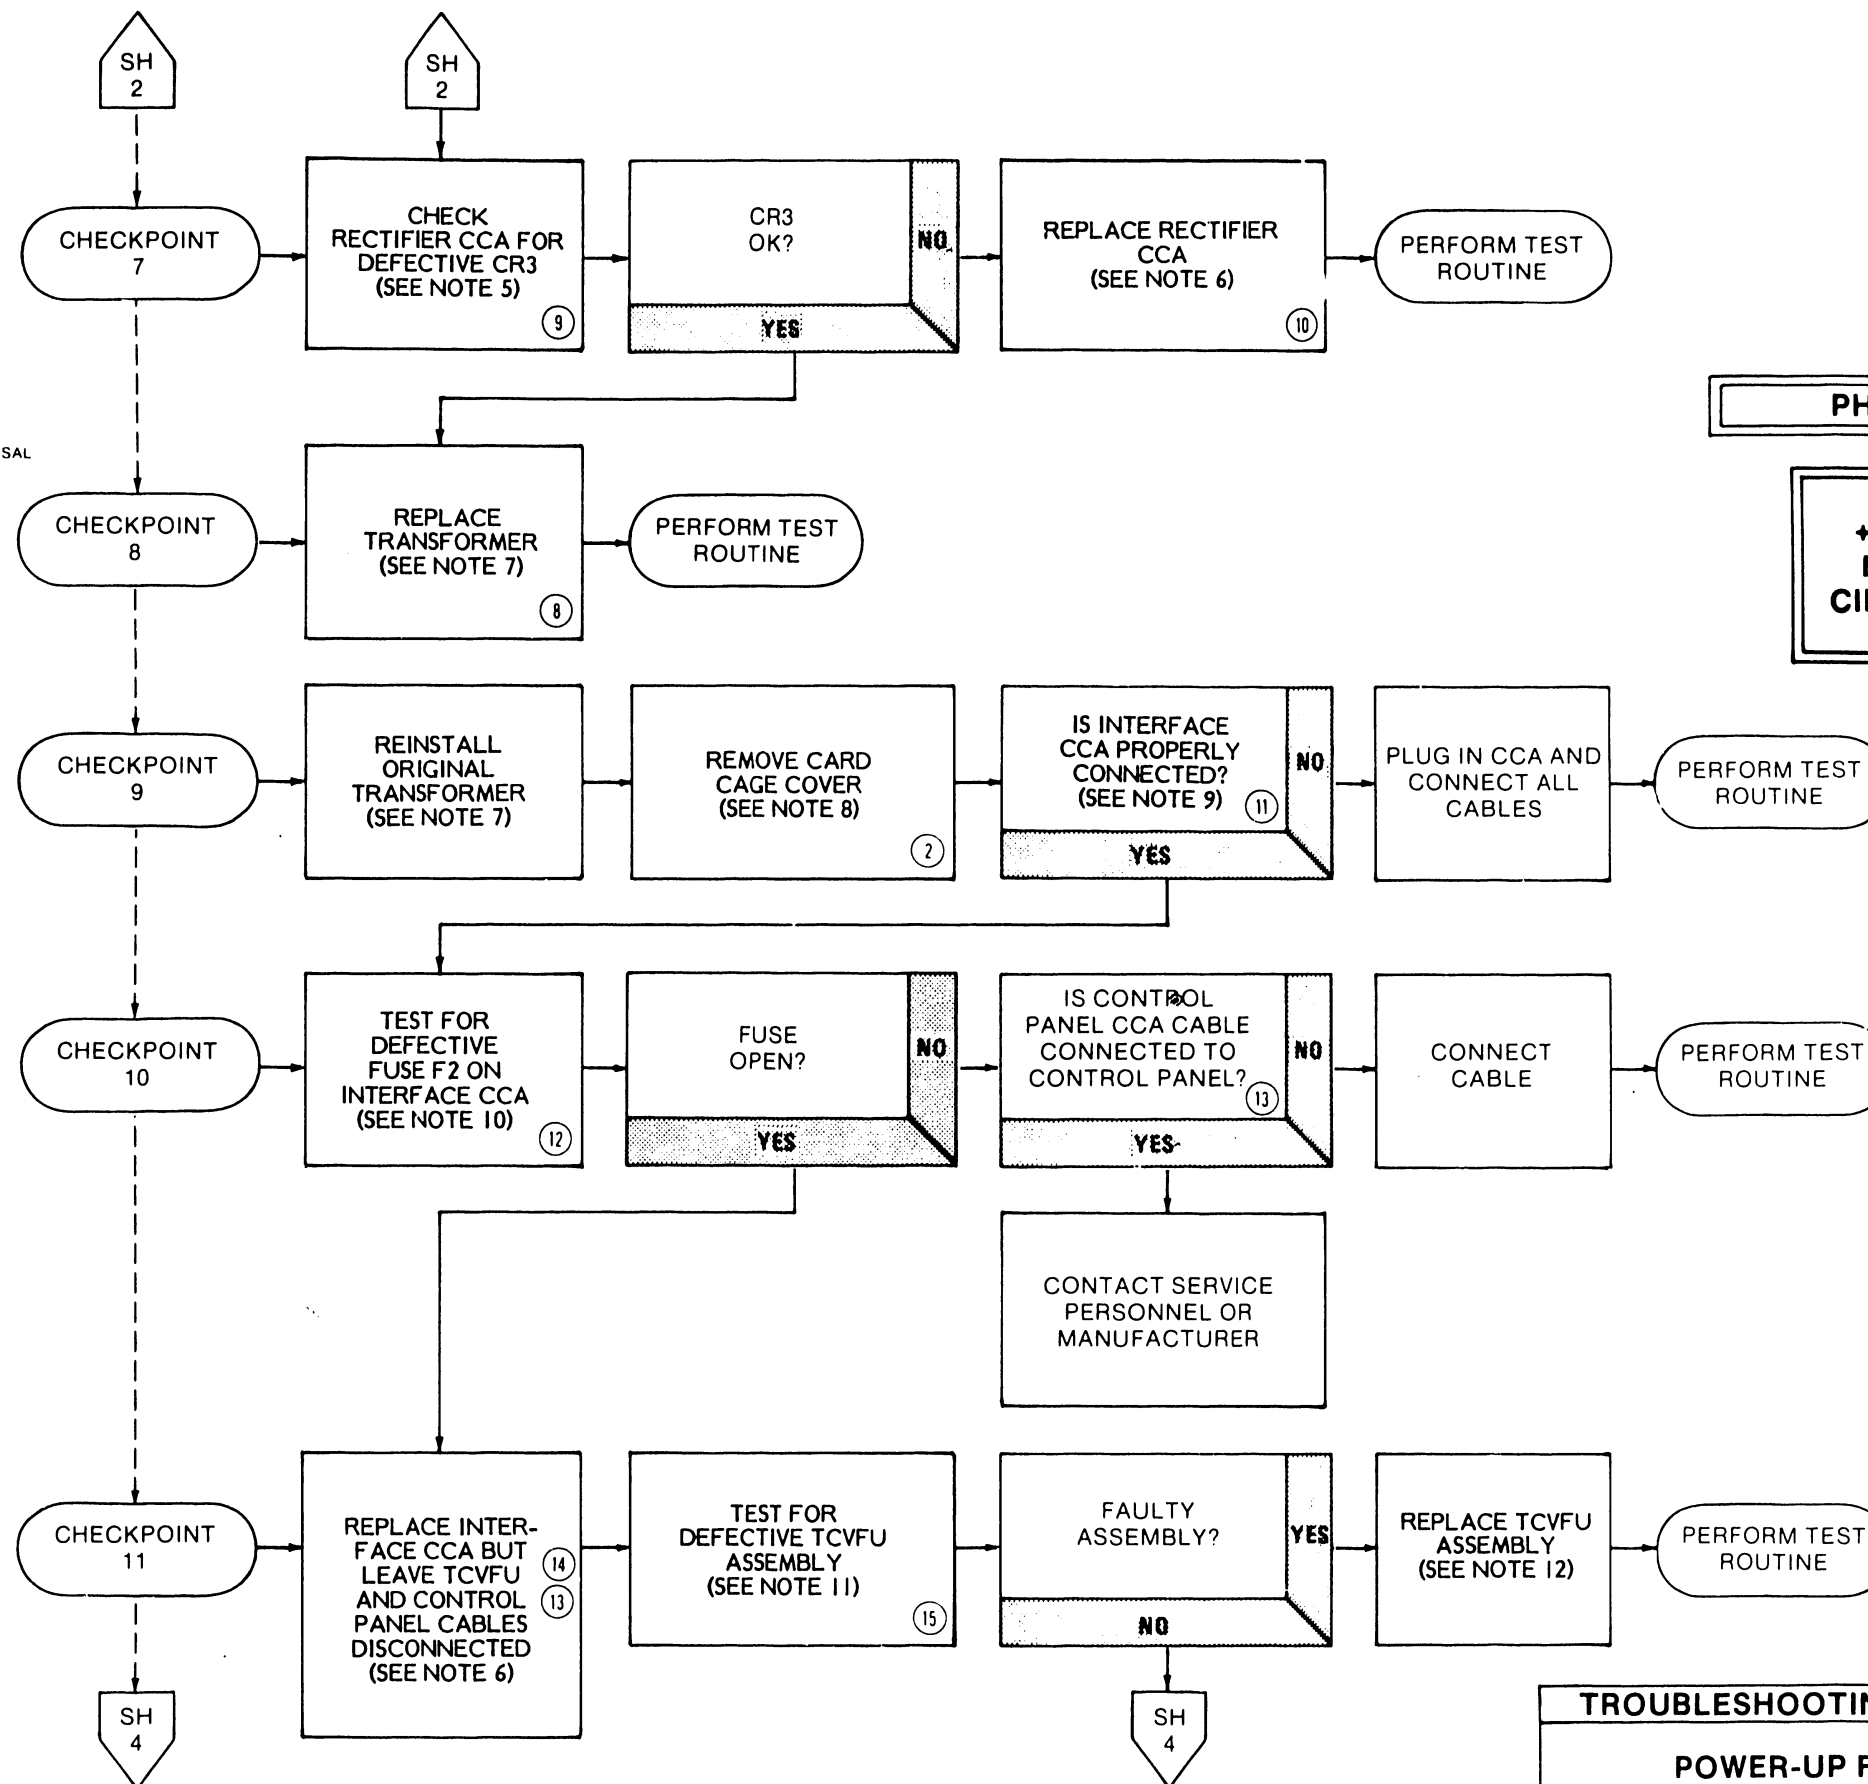 SH
2
SH
2
CHECKPOINT
7
CHECK
RECTIFIER CCA FOR
DEFECTIVE CR3
(SEE NOTE 5)
9
CR3
OK?
NO
YES
REPLACE RECTIFIER
CCA
(SEE NOTE 6)
10
PERFORM TEST
ROUTINE
PH
SAL
CHECKPOINT
8
REPLACE
TRANSFORMER
(SEE NOTE 7)
8
PERFORM TEST
ROUTINE
+
CII
CHECKPOINT
9
REINSTALL
ORIGINAL
TRANSFORMER
(SEE NOTE 7)
REMOVE CARD
CAGE COVER
(SEE NOTE 8)
2
IS INTERFACE
CCA PROPERLY
CONNECTED?
(SEE NOTE 9)
11
NO
YES
PLUG IN CCA AND
CONNECT ALL
CABLES
PERFORM TEST
ROUTINE
CHECKPOINT
10
TEST FOR
DEFECTIVE
FUSE F2 ON
INTERFACE CCA
(SEE NOTE 10)
12
FUSE
OPEN?
NO
YES
IS CONTROL
PANEL CCA CABLE
CONNECTED TO
CONTROL PANEL?
13
NO
YES
CONNECT
CABLE
PERFORM TEST
ROUTINE
CONTACT SERVICE
PERSONNEL OR
MANUFACTURER
CHECKPOINT
11
REPLACE INTER-
FACE CCA BUT
LEAVE TCVFU
AND CONTROL
PANEL CABLES
DISCONNECTED
(SEE NOTE 6)
14
13
TEST FOR
DEFECTIVE TCVFU
ASSEMBLY
(SEE NOTE 11)
15
FAULTY
ASSEMBLY?
YES
NO
REPLACE TCVFU
ASSEMBLY
(SEE NOTE 12)
PERFORM TEST
ROUTINE
SH
4
SH
4
TROUBLESHOOTIN
POWER-UP F